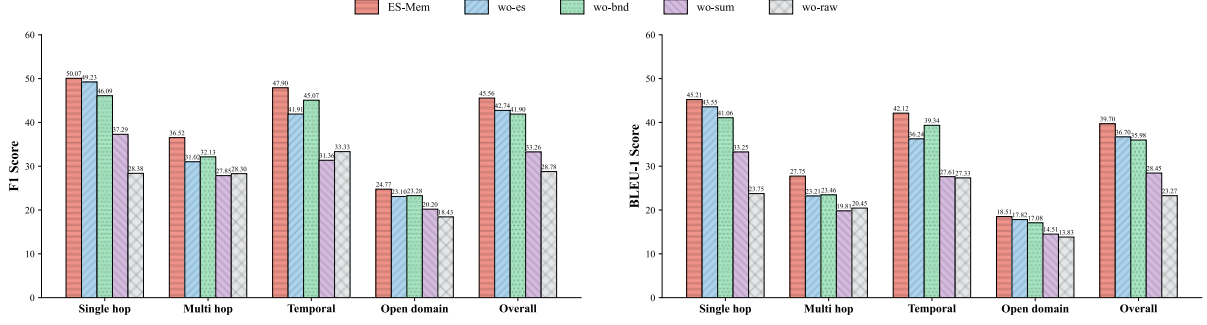 ES-Mem wo-es wo-bnd wo-sum wo-raw
F1 Score
60
50
40
30
20
10
0
50.07 49.23 46.09 37.29 28.38
36.52 31.02 32.13 27.85 28.30
47.90 41.91 45.07 31.36 33.33
24.77 23.10 23.28 20.20 18.43
45.56 42.74 41.90 33.26 28.78
Single hop Multi hop Temporal Open domain Overall
BLEU-1 Score
60
50
40
30
20
10
0
45.21 43.55 41.06 33.25 23.75
27.75 23.21 23.46 19.81 20.45
42.12 36.24 39.34 27.61 27.33
18.51 17.82 17.08 14.51 13.83
39.70 36.70 35.98 28.45 23.27
Single hop Multi hop Temporal Open domain Overall